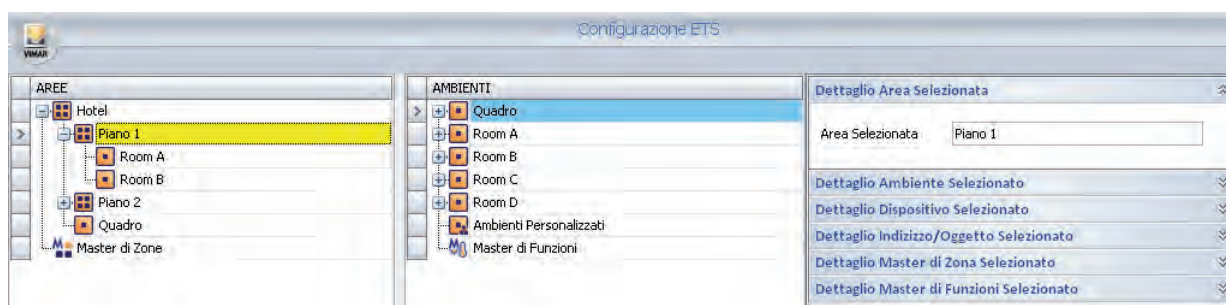 Configurazione ETS
VIMAR
AREE
Hotel
Piano 1
Room A
Room B
Piano 2
Quadro
Master di Zone
AMBIENTI
Quadro
Room A
Room B
Room C
Room D
Ambienti Personalizzati
Master di Funzioni
Dettaglio Area Selezionata
Area Selezionata Piano 1
Dettaglio Ambiente Selezionato
Dettaglio Dispositivo Selezionato
Dettaglio Indizizzo/Oggetto Selezionato
Dettaglio Master di Zona Selezionato
Dettaglio Master di Funzioni Selezionato